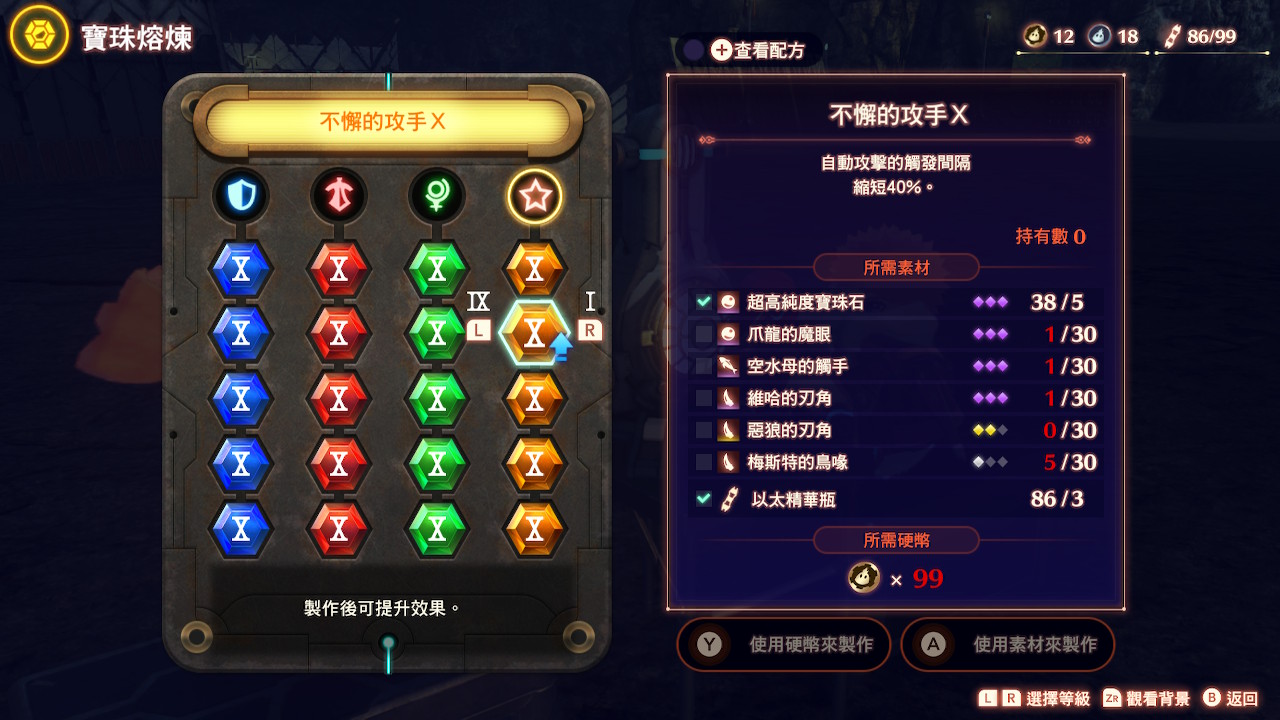 寶珠熔煉
查看配方
12 18 86/99
不懈的攻手X
IX I
L R
X X X X
X X X X
X X X X
X X X X
X X X X
製作後可提升效果。
不懈的攻手X
自動攻擊的觸發間隔
縮短40%。
持有數 0
所需素材
超高純度寶珠石 38/5
爪龍的魔眼 1/30
空水母的觸手 1/30
維哈的刃角 1/30
惡狼的刃角 0/30
梅斯特的鳥喙 5/30
以太精華瓶 86/3
所需硬幣
× 99
Y 使用硬幣來製作
A 使用素材來製作
L R 選擇等級 ZR 觀看背景 B 返回